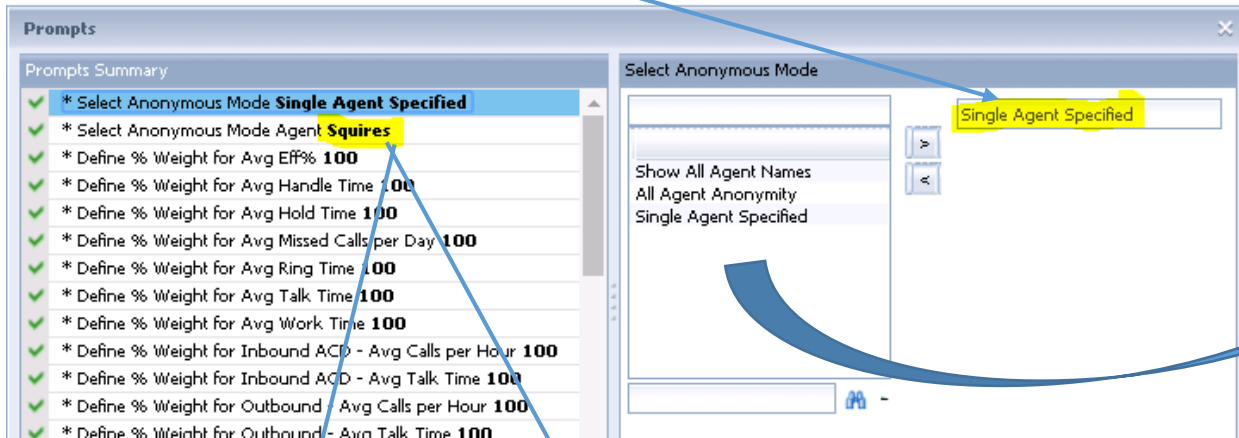 Prompts
Prompts Summary
* Select Anonymous Mode Single Agent Specified
* Select Anonymous Mode Agent Squires
* Define % Weight for Avg Eff% 100
* Define % Weight for Avg Handle Time 100
* Define % Weight for Avg Hold Time 100
* Define % Weight for Avg Missed Calls per Day 100
* Define % Weight for Avg Ring Time 100
* Define % Weight for Avg Talk Time 100
* Define % Weight for Avg Work Time 100
* Define % Weight for Inbound ACD - Avg Calls per Hour 100
* Define % Weight for Inbound ACD - Avg Talk Time 100
* Define % Weight for Outbound - Avg Calls per Hour 100
* Define % Weight for Outbound - Avg Talk Time 100
Select Anonymous Mode
Show All Agent Names
All Agent Anonymity
Single Agent Specified
>
<
Single Agent Specified